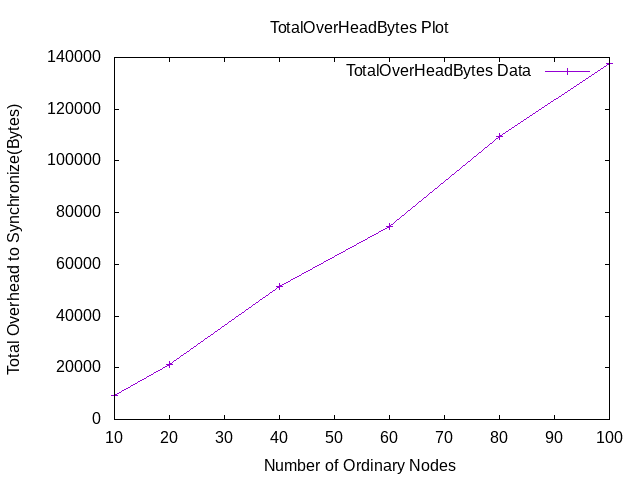 TotalOverHeadBytes Plot
TotalOverHeadBytes Data
140000
120000
100000
80000
60000
40000
20000
0
Total Overhead to Synchronize(Bytes)
10 20 30 40 50 60 70 80 90 100
Number of Ordinary Nodes